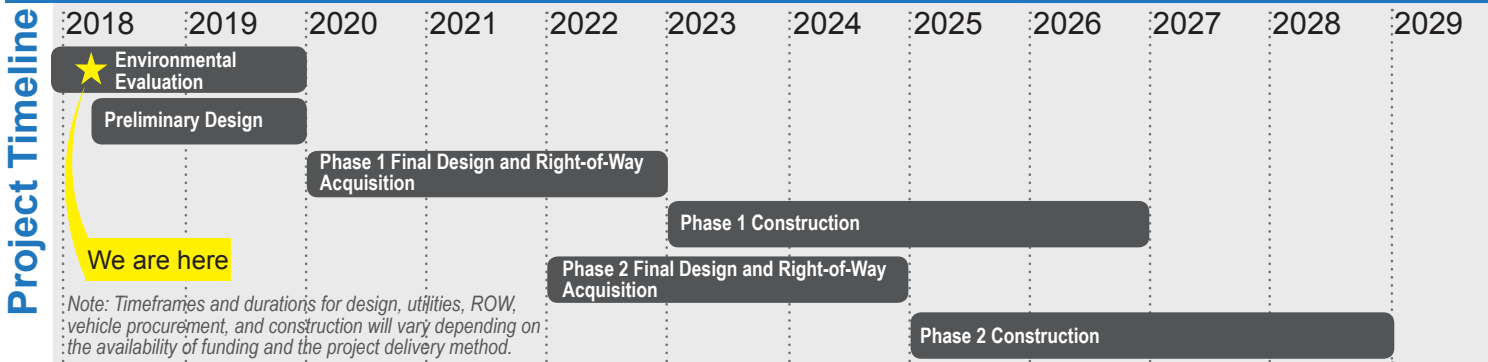 Project Timeline
2018 2019 2020 2021 2022 2023 2024 2025 2026 2027 2028 2029
Environmental
Evaluation
Preliminary Design
Phase 1 Final Design and Right-of-Way
Acquisition
Phase 1 Construction
We are here
Phase 2 Final Design and Right-of-Way
Acquisition
Note: Timeframes and durations for design, utilities, ROW,
vehicle procurement, and construction will vary depending on
the availability of funding and the project delivery method.
Phase 2 Construction